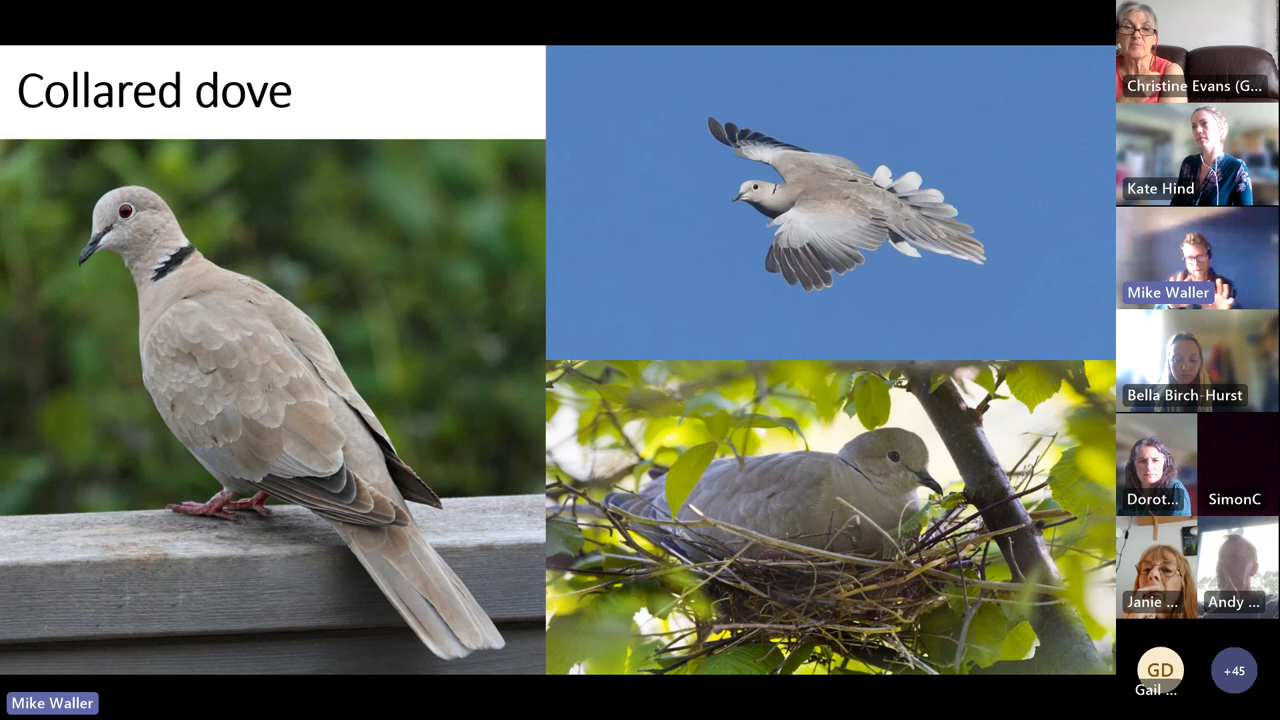 Collared dove
Christine Evans (G...
Kate Hind
Mike Waller
Bella Birch-Hurst
Dorot...
SimonC
Janie ...
Andy ...
GD
Gail ...
+45
Mike Waller